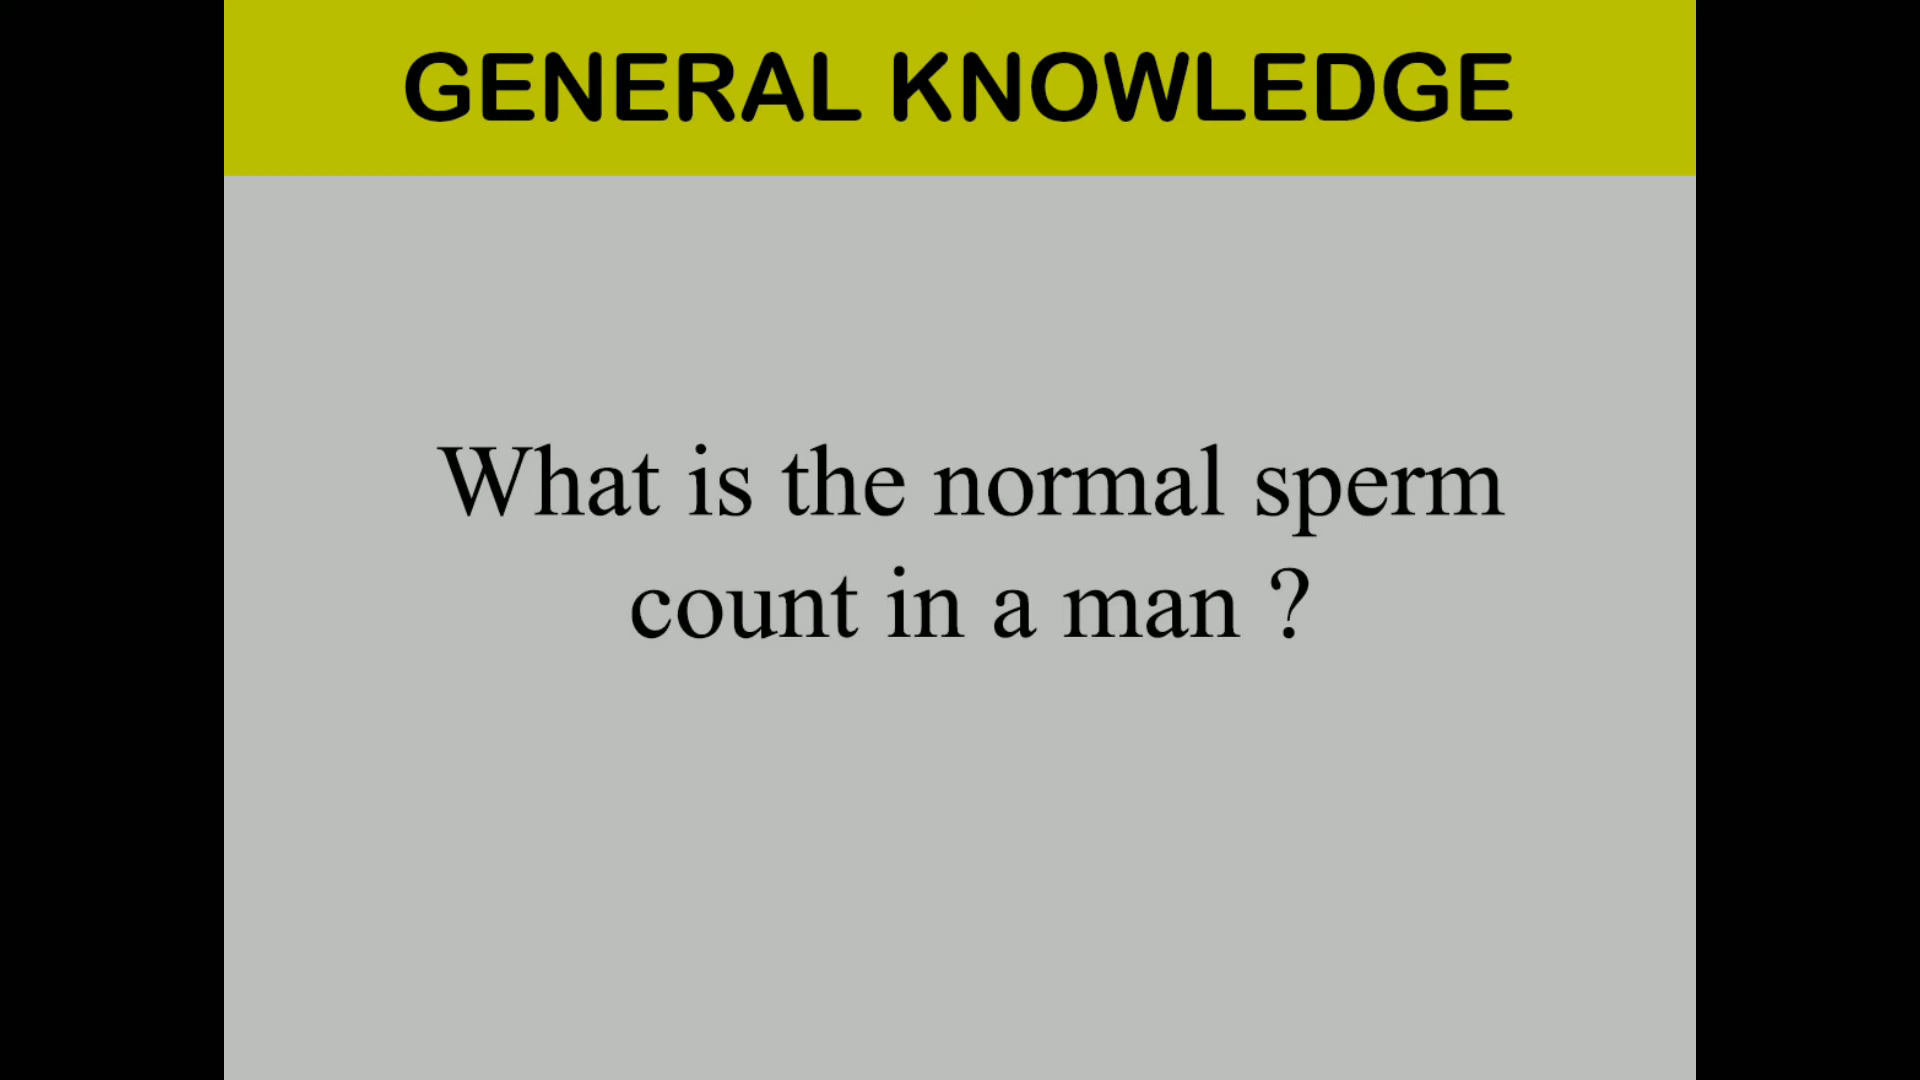 GENERAL KNOWLEDGE
What is the normal sperm
count in a man ?